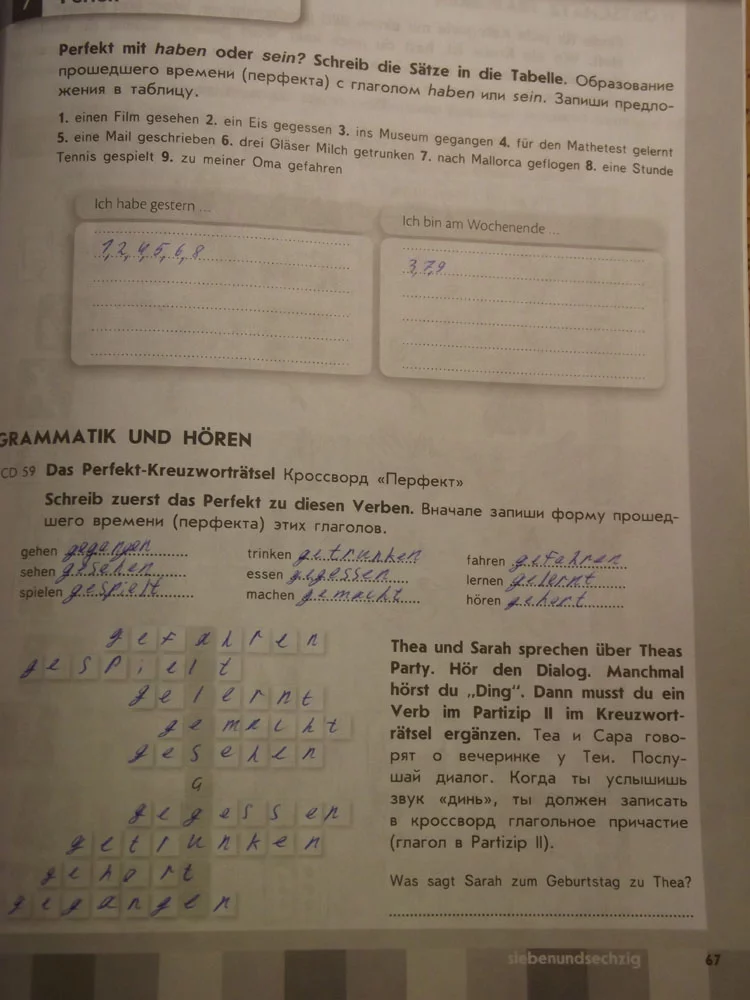 Perfekt mit haben oder sein? Schreib die Sätze in die Tabelle. Образование
прошедшего времени (перфекта) с глаголом haben или sein. Запиши предло-
жения в таблицу.
1. einen Film gesehen 2. ein Eis gegessen 3. ins Museum gegangen 4. für den Mathetest gelernt
5. eine Mail geschrieben 6. drei Gläser Milch getrunken 7. nach Mallorca geflogen 8. eine Stunde
Tennis gespielt 9. zu meiner Oma gefahren
Ich habe gestern ...
Ich bin am Wochenende ...
1,2,4,5,6,8
3,7,9
GRAMMATIK UND HÖREN
CD 59 Das Perfekt-Kreuzworträtsel Кроссворд «Перфект»
Schreib zuerst das Perfekt zu diesen Verben. Вначале запиши форму прошед-
шего времени (перфекта) этих глаголов.
gehen gegangen trinken getrunken fahren gefahren
sehen gesehen essen gegessen lernen gelernt
spielen gespielt machen gemacht hören gehort
gefahren
gespielt
gelernt
gemacht
gesehen
G
gegessen
getrunken
gehort
gegangen
Thea und Sarah sprechen über Theas
Party. Hör den Dialog. Manchmal
hörst du „Ding“. Dann musst du ein
Verb im Partizip II im Kreuzwort-
rätsel ergänzen. Теа и Сара гово-
рят о вечеринке у Теи. Послу-
шай диалог. Когда ты услышишь
звук «динь», ты должен записать
в кроссворд глагольное причастие
(глагол в Partizip II).
Was sagt Sarah zum Geburtstag zu Thea?
siebenundsechzig 67